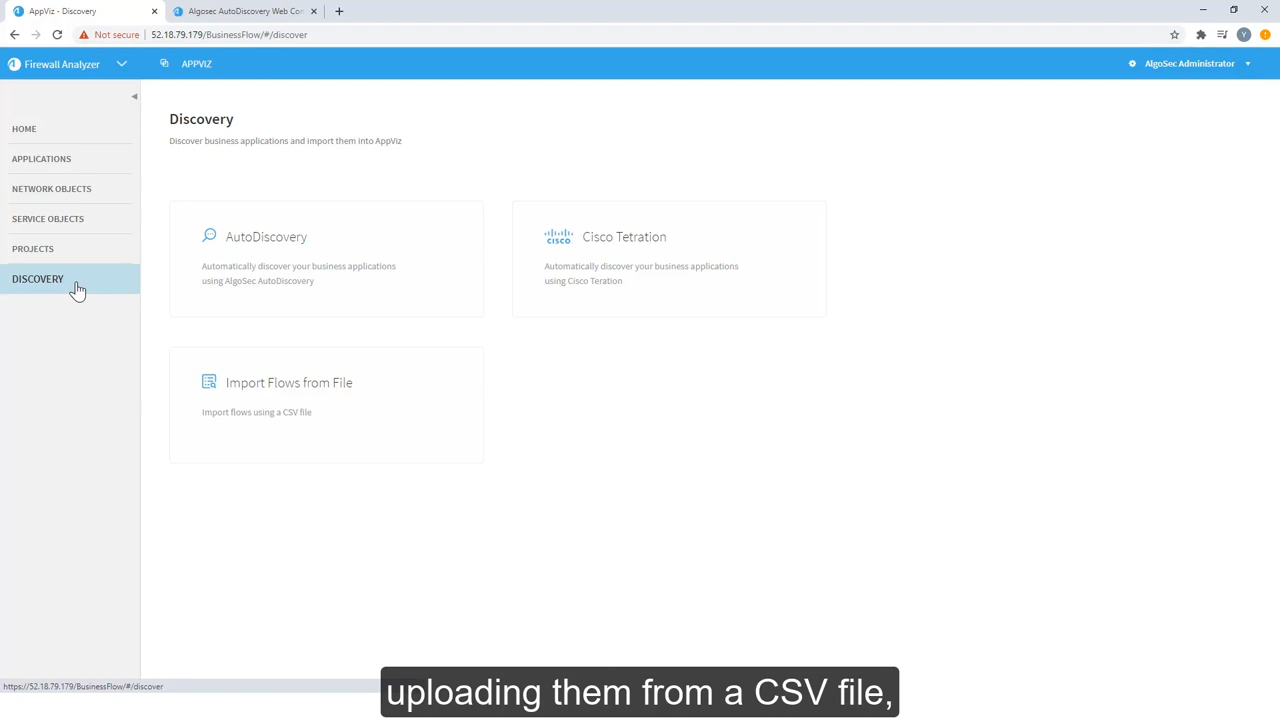 AppViz - Discovery
Algosec AutoDiscovery Web Con
Not secure
52.18.79.179/BusinessFlow/#/discover
Firewall Analyzer
APPVIZ
AlgoSec Administrator
HOME
APPLICATIONS
NETWORK OBJECTS
SERVICE OBJECTS
PROJECTS
DISCOVERY
Discovery
Discover business applications and import them into AppViz
AutoDiscovery
Automatically discover your business applications
using AlgoSec AutoDiscovery
CISCO
Cisco Tetration
Automatically discover your business applications
using Cisco Teration
Import Flows from File
Import flows using a CSV file
https://52.18.79.179/BusinessFlow/#/discover
uploading them from a CSV file,